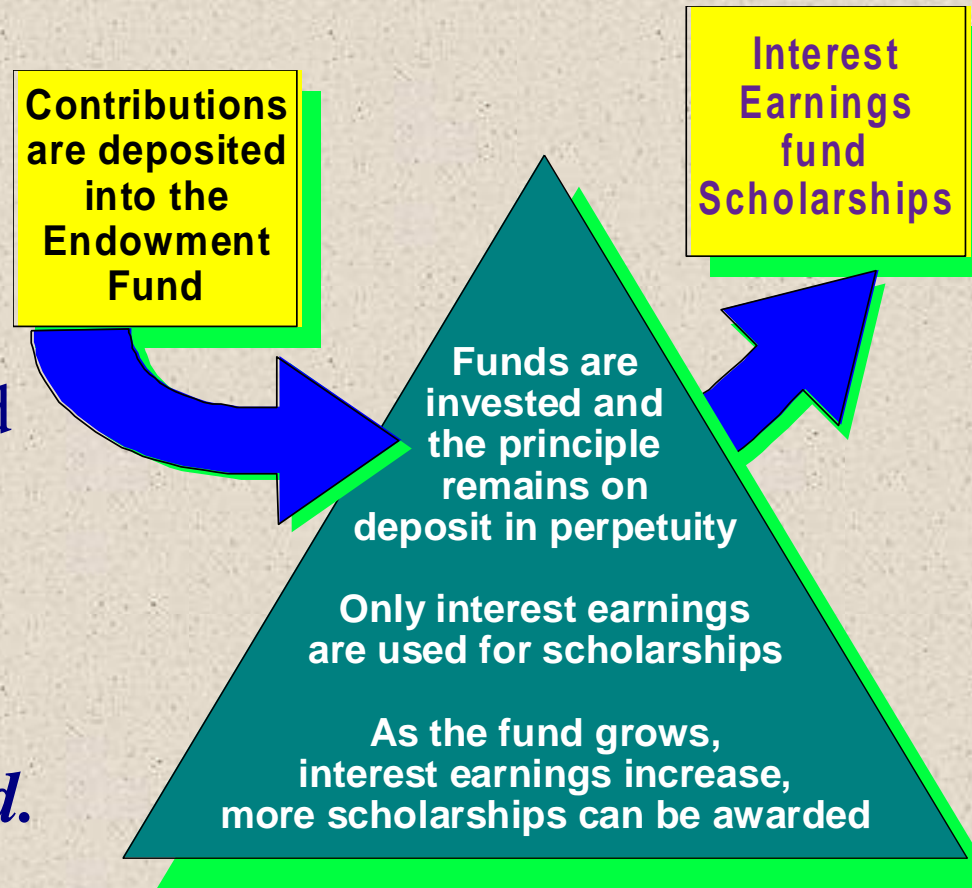 Contributions
are deposited
into the
Endowment
Fund
Interest
Earnings
fund
Scholarships
Funds are
invested and
the principle
remains on
deposit in perpetuity
Only interest earnings
are used for scholarships
As the fund grows,
interest earnings increase,
more scholarships can be awarded